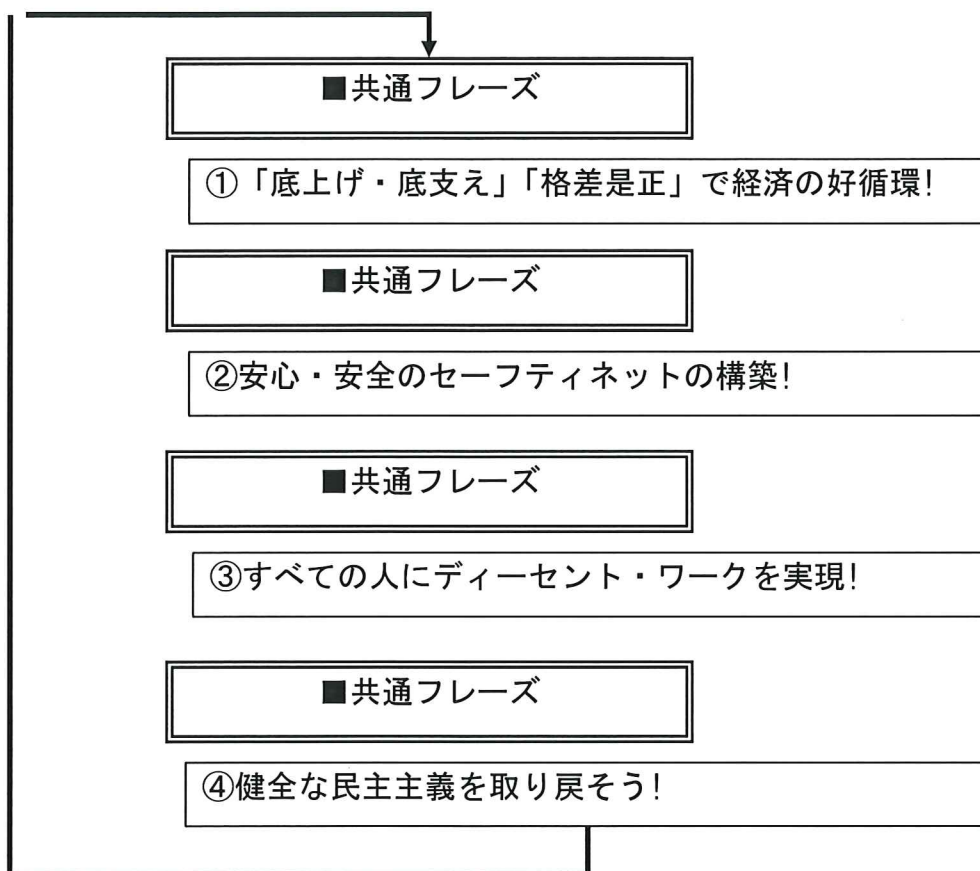 ■共通フレーズ
①「底上げ・底支え」「格差是正」で経済の好循環!
■共通フレーズ
②安心・安全のセーフティネットの構築!
■共通フレーズ
③すべての人にディーセント・ワークを実現!
■共通フレーズ
④健全な民主主義を取り戻そう!